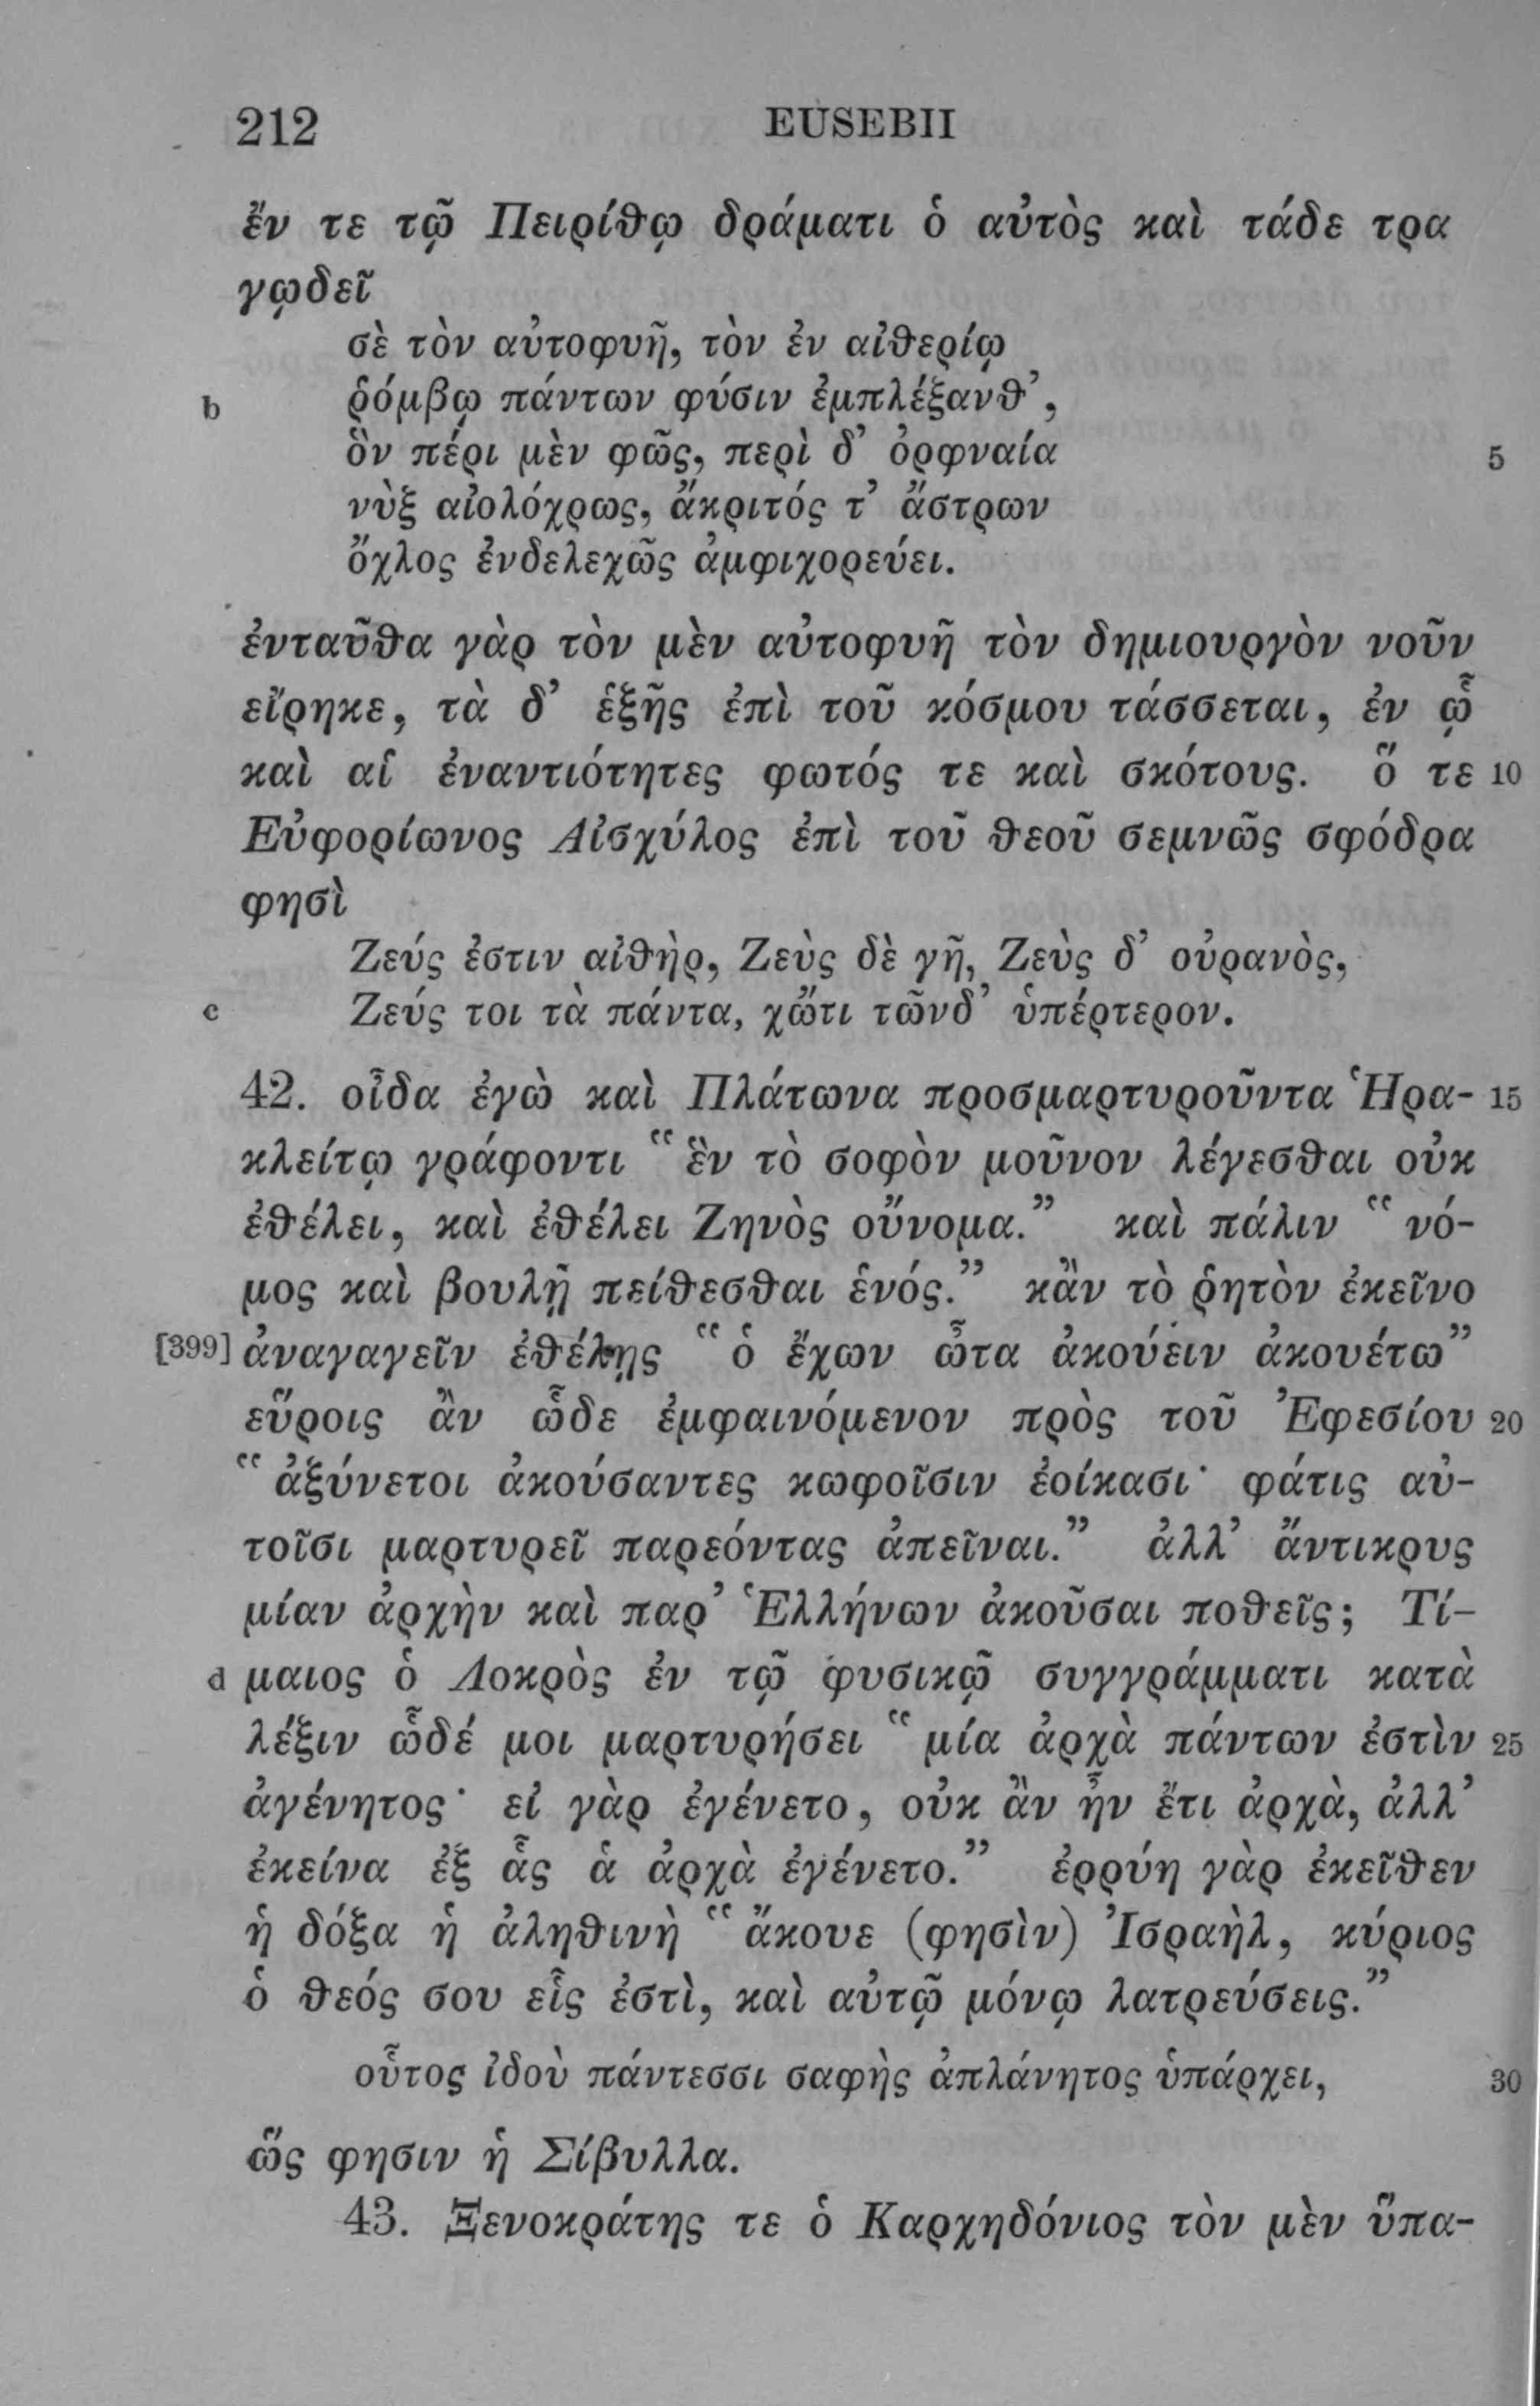 212 EUSEBII
ἔν τε τῷ Πειρίθῳ δράματι ὁ αὐτὸς καὶ τάδε τρα
γῳδεῖ
σὲ τὸν αὐτοφυῆ, τὸν ἐν αἰθερίῳ
b ῥόμβῳ πάντων φύσιν ἐμπλέξανθ’,
ὃν πέρι μὲν φῶς, περὶ δ’ ὀρφναία 5
νὺξ αἰολόχρως, ἄκριτός τ’ ἄστρων
ὄχλος ἐνδελεχῶς ἀμφιχορεύει.
ἐνταῦθα γὰρ τὸν μὲν αὐτοφυῆ τὸν δημιουργὸν νοῦν
εἴρηκε, τὰ δ’ ἑξῆς ἐπὶ τοῦ κόσμου τάσσεται, ἐν ᾧ
καὶ αἱ ἐναντιότητες φωτός τε καὶ σκότους. ὅ τε 10
Εὐφορίωνος Αἰσχύλος ἐπὶ τοῦ θεοῦ σεμνῶς σφόδρα
φησὶ
Ζεύς ἐστιν αἰθὴρ, Ζεὺς δὲ γῆ, Ζεὺς δ’ οὐρανὸς,
c Ζεύς τοι τὰ πάντα, χὤτι τῶνδ’ ὑπέρτερον.
42. οἶδα ἐγὼ καὶ Πλάτωνα προσμαρτυροῦντα Ἡρα- 15
κλείτῳ γράφοντι “ἓν τὸ σοφὸν μοῦνον λέγεσθαι οὐκ
ἐθέλει, καὶ ἐθέλει Ζηνὸς οὔνομα.” καὶ πάλιν “νό-
μος καὶ βουλῇ πείθεσθαι ἑνός.” κἂν τὸ ῥητὸν ἐκεῖνο
[399] ἀναγαγεῖν ἐθέλῃς “ὁ ἔχων ὦτα ἀκούειν ἀκουέτω”
εὕροις ἂν ὧδε ἐμφαινόμενον πρὸς τοῦ Ἐφεσίου 20
“ἀξύνετοι ἀκούσαντες κωφοῖσιν ἐοίκασι· φάτις αὐ-
τοῖσι μαρτυρεῖ παρεόντας ἀπεῖναι.” ἀλλ’ ἄντικρυς
μίαν ἀρχὴν καὶ παρ’ Ἑλλήνων ἀκοῦσαι ποθεῖς; Τί-
d μαιος ὁ Λοκρὸς ἐν τῷ φυσικῷ συγγράμματι κατὰ
λέξιν ὧδέ μοι μαρτυρήσει “μία ἀρχὰ πάντων ἐστὶν 25
ἀγένητος· εἰ γὰρ ἐγένετο, οὐκ ἂν ἦν ἔτι ἀρχὰ, ἀλλ’
ἐκείνα ἐξ ἇς ἁ ἀρχὰ ἐγένετο.” ἐρρύη γὰρ ἐκεῖθεν
ἡ δόξα ἡ ἀληθινὴ “ἄκουε (φησὶν) Ἰσραὴλ, κύριος
ὁ θεός σου εἷς ἐστὶ, καὶ αὐτῷ μόνῳ λατρεύσεις.”
οὗτος ἰδοὺ πάντεσσι σαφὴς ἀπλάνητος ὑπάρχει, 30
ὥς φησιν ἡ Σίβυλλα.
43. Ξενοκράτης τε ὁ Καρχηδόνιος τὸν μὲν ὕπα-